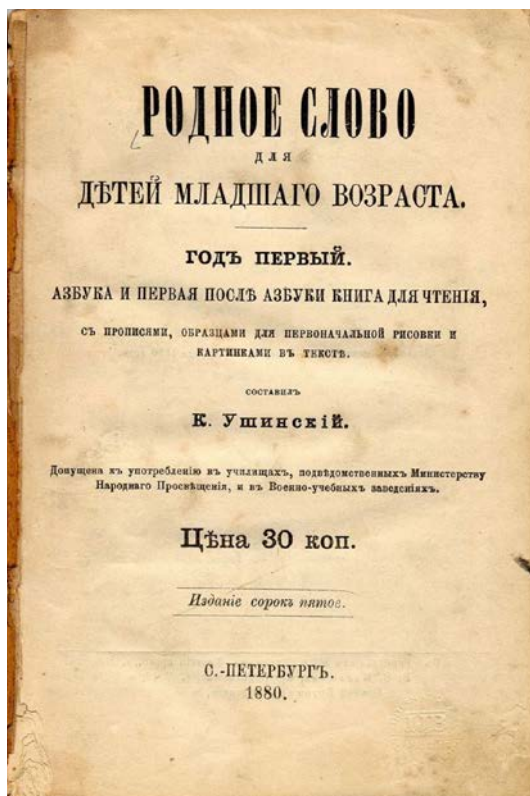 РОДНОЕ СЛОВО
ДЛЯ
ДѢТЕЙ МЛАДШАГО ВОЗРАСТА.
ГОДЪ ПЕРВЫЙ.
АЗБУКА И ПЕРВАЯ ПОСЛѢ АЗБУКИ КНИГА ДЛЯ ЧТЕНІЯ,
СЪ ПРОПИСЯМИ, ОБРАЗЦАМИ ДЛЯ ПЕРВОНАЧАЛЬНОЙ РИСОВКИ И
КАРТИНКАМИ ВЪ ТЕКСТѢ.
СОСТАВИЛЪ
К. Ушинскій.
Допущена къ употребленію въ училищахъ, подвѣдомственныхъ Министерству
Народнаго Просвѣщенія, и въ Военно-учебныхъ заведеніяхъ.
Цѣна 30 коп.
Изданіе сорокъ пятое.
С.-ПЕТЕРБУРГЪ.
1880.